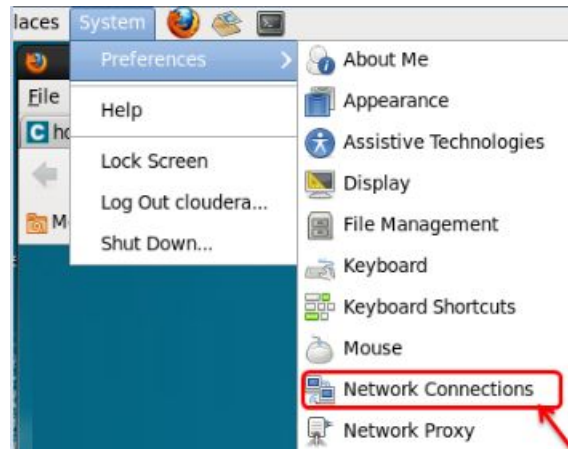 laces System
Preferences
File
Help
C ho
Lock Screen
Log Out cloudera...
M
Shut Down...
About Me
Appearance
Assistive Technologies
Display
File Management
Keyboard
Keyboard Shortcuts
Mouse
Network Connections
Network Proxy